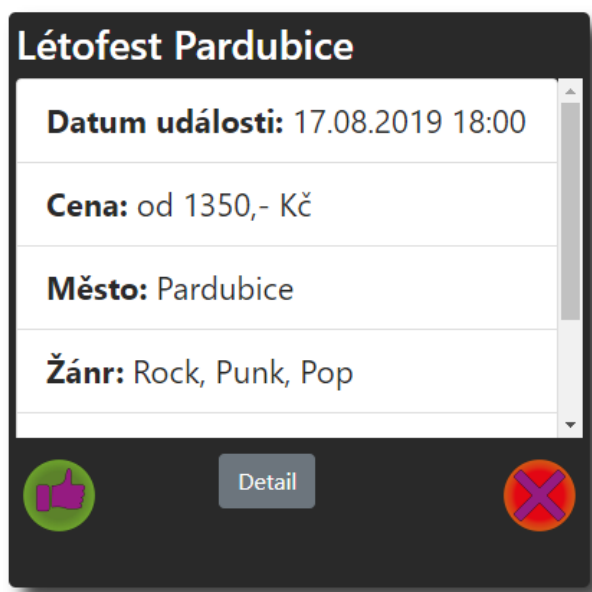 Létofest Pardubice
Datum události: 17.08.2019 18:00
Cena: od 1350,- Kč
Město: Pardubice
Žánr: Rock, Punk, Pop
Detail